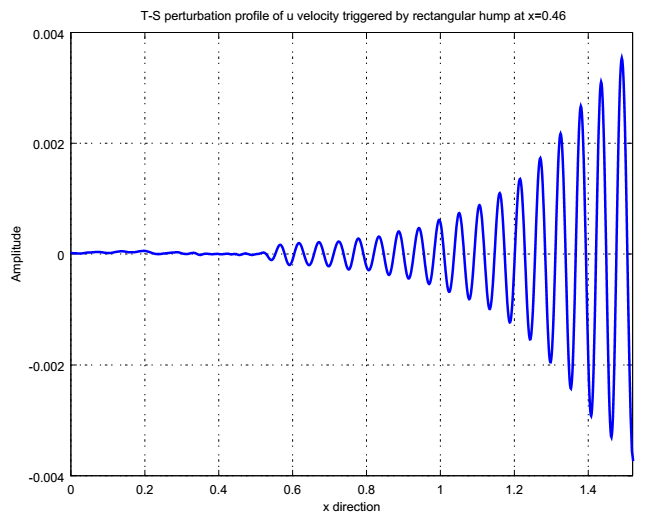 T-S perturbation profile of u velocity triggered by rectangular hump at x=0.46
0.004
0.002
0
-0.002
-0.004
Amplitude
0 0.2 0.4 0.6 0.8 1 1.2 1.4
x direction